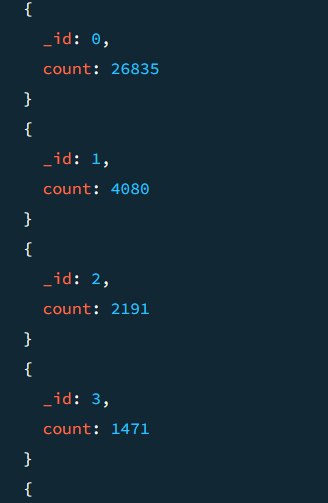 {
_id: 0,
count: 26835
}
{
_id: 1,
count: 4080
}
{
_id: 2,
count: 2191
}
{
_id: 3,
count: 1471
}
{